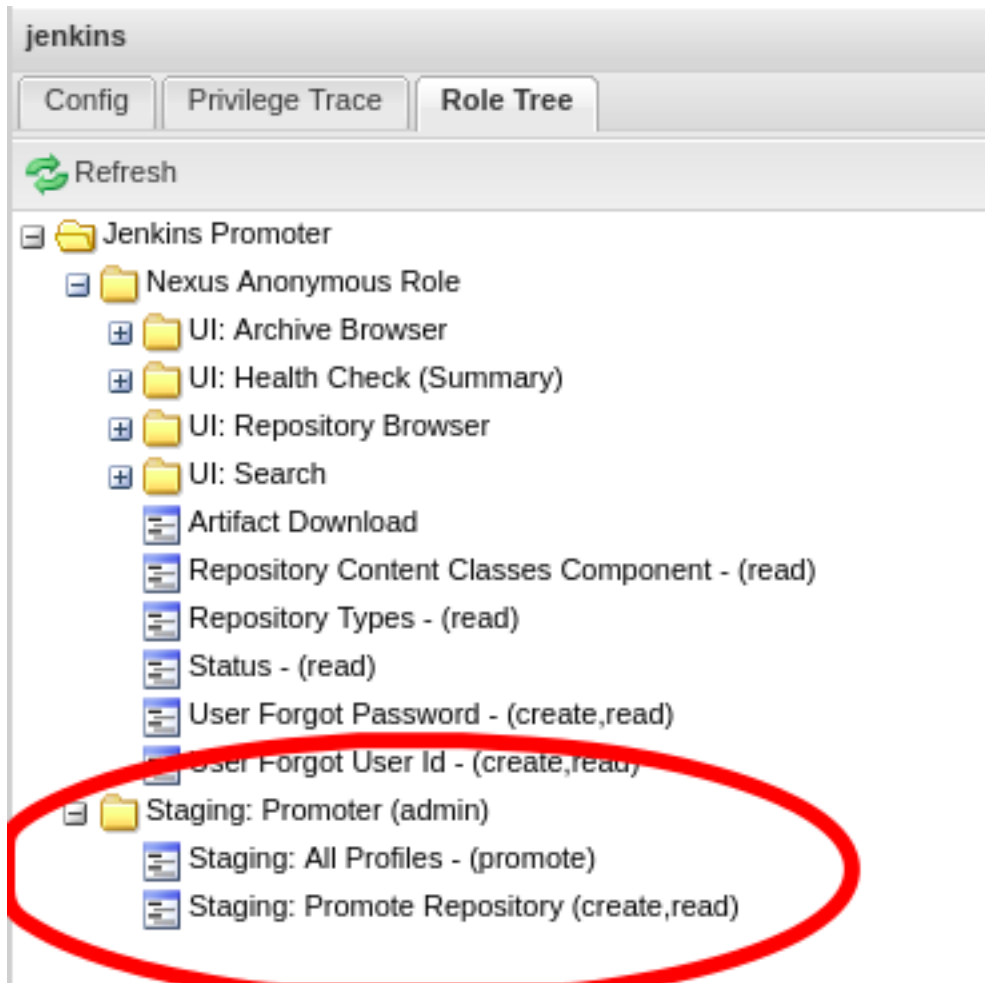 jenkins
Config Privilege Trace Role Tree
Refresh
Jenkins Promoter
Nexus Anonymous Role
UI: Archive Browser
UI: Health Check (Summary)
UI: Repository Browser
UI: Search
Artifact Download
Repository Content Classes Component - (read)
Repository Types - (read)
Status - (read)
User Forgot Password - (create,read)
User Forgot User Id - (create,read)
Staging: Promoter (admin)
Staging: All Profiles - (promote)
Staging: Promote Repository (create,read)